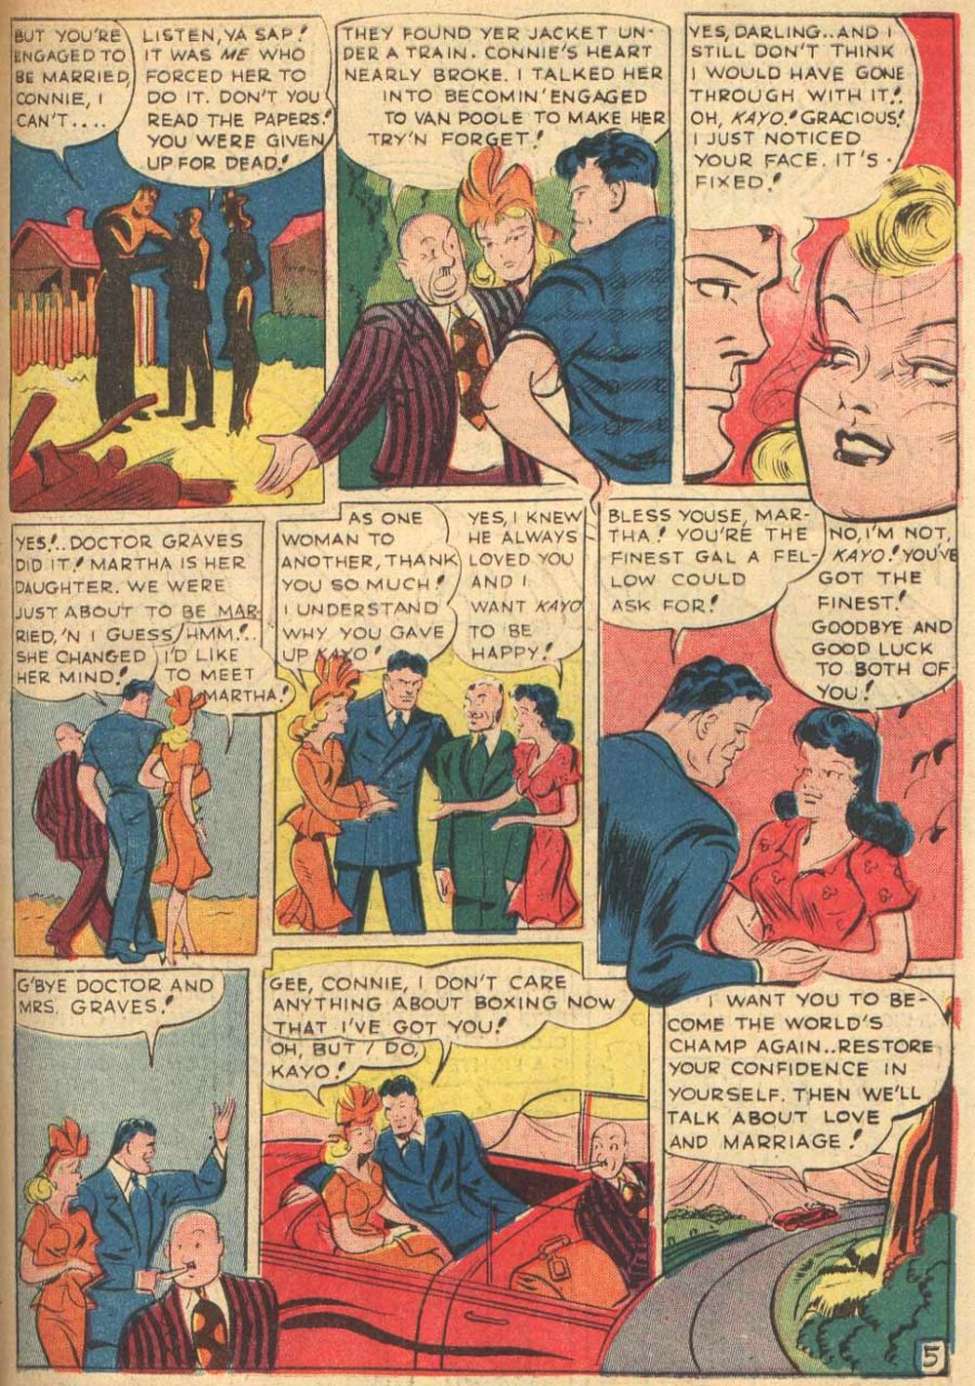 BUT YOU'RE
ENGAGED TO
BE MARRIED,
CONNIE, I
CAN'T....
LISTEN, YA SAP!
IT WAS ME WHO
FORCED HER TO
DO IT. DON'T YOU
READ THE PAPERS!
YOU WERE GIVEN
UP FOR DEAD!
THEY FOUND YER JACKET UN-
DER A TRAIN. CONNIE'S HEART
NEARLY BROKE. I TALKED HER
INTO BECOMIN' ENGAGED
TO VAN POOLE TO MAKE HER
TRY'N FORGET!
YES, DARLING..AND I
STILL DON'T THINK
I WOULD HAVE GONE
THROUGH WITH IT!
OH, KAYO! GRACIOUS!
I JUST NOTICED
YOUR FACE. IT'S
FIXED!
YES!..DOCTOR GRAVES
DID IT! MARTHA IS HER
DAUGHTER. WE WERE
JUST ABOUT TO BE MAR-
RIED,'N I GUESS
SHE CHANGED
HER MIND!
HMM!..
I'D LIKE
TO MEET
MARTHA!
AS ONE
WOMAN TO
ANOTHER, THANK
YOU SO MUCH!
I UNDERSTAND
WHY YOU GAVE
UP KAYO!
YES, I KNEW
HE ALWAYS
LOVED YOU
AND I
WANT KAYO
TO BE
HAPPY!
BLESS YOUSE, MAR-
THA! YOU'RE THE
FINEST GAL A FEL-
LOW COULD
ASK FOR!
NO, I'M NOT,
KAYO! YOU'VE
GOT THE
FINEST!
GOODBYE AND
GOOD LUCK
TO BOTH OF
YOU!
G'BYE DOCTOR AND
MRS. GRAVES!
GEE, CONNIE, I DON'T CARE
ANYTHING ABOUT BOXING NOW
THAT I'VE GOT YOU!
OH, BUT I DO,
KAYO!
I WANT YOU TO BE-
COME THE WORLD'S
CHAMP AGAIN..RESTORE
YOUR CONFIDENCE IN
YOURSELF. THEN WE'LL
TALK ABOUT LOVE
AND MARRIAGE!
5